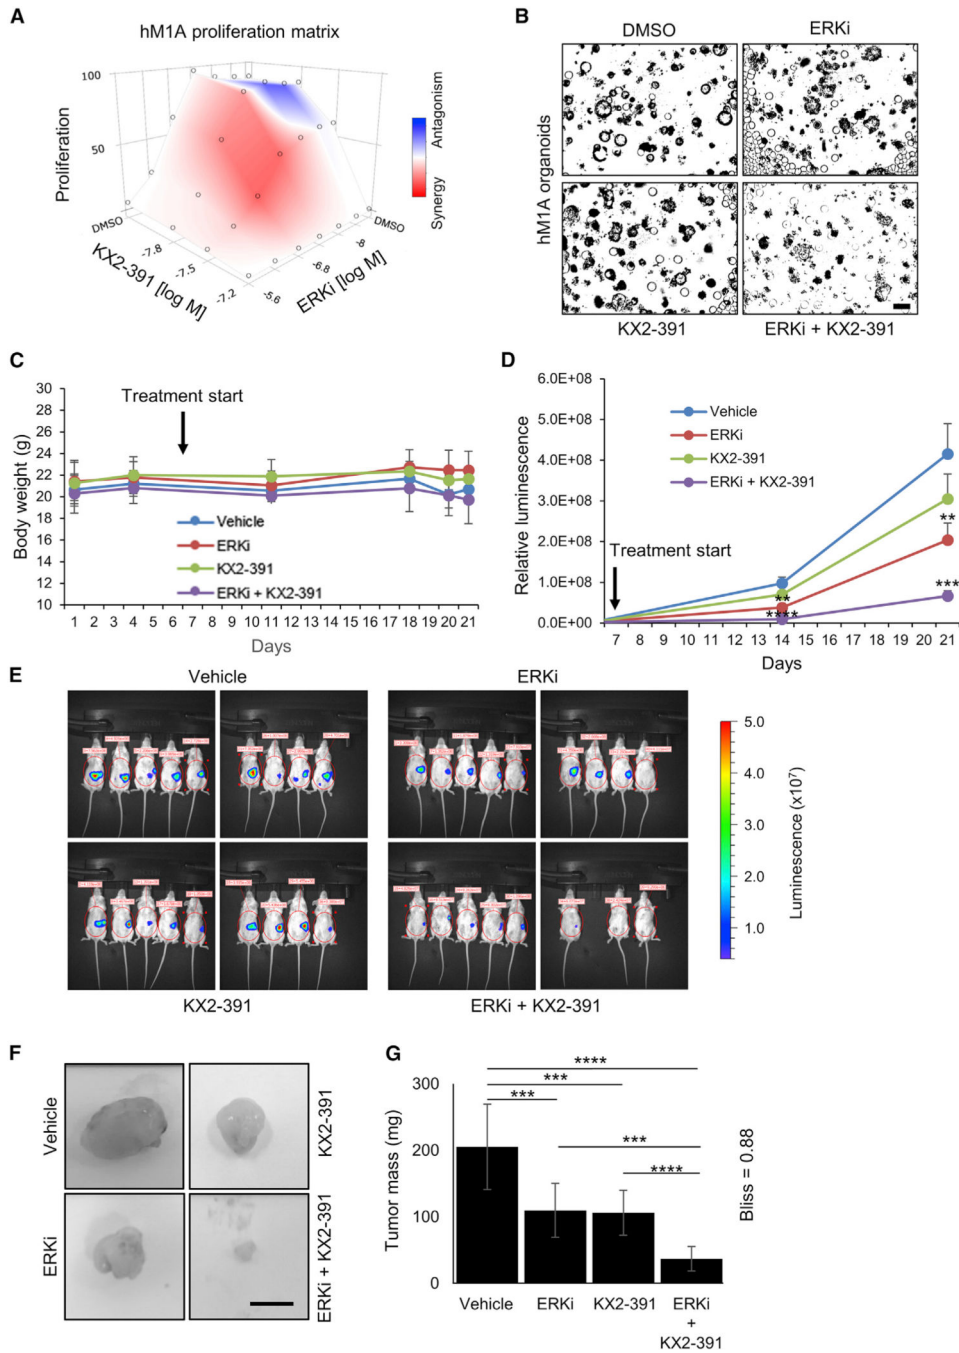 A
hM1A proliferation matrix
Proliferation
100
50
DMSO
-7.8
-7.5
-7.2
KX2-391 [log M]
-5.6
-6.8
-8
DMSO
ERKi [log M]
Antagonism
Synergy
B
DMSO
ERKi
hM1A organoids
KX2-391
ERKi + KX2-391
C
Body weight (g)
30
28
26
24
22
20
18
16
14
12
10
Treatment start
Vehicle
ERKi
KX2-391
ERKi + KX2-391
1 2 3 4 5 6 7 8 9 10 11 12 13 14 15 16 17 18 20 21
Days
D
Relative luminescence
6.0E+08
5.0E+08
4.0E+08
3.0E+08
2.0E+08
1.0E+08
0.0E+00
Vehicle
ERKi
KX2-391
ERKi + KX2-391
Treatment start
**
****
**
***
7 8 9 10 11 12 13 14 15 16 17 18 19 20 21
Days
E
Vehicle
ERKi
KX2-391
ERKi + KX2-391
5.0
4.0
3.0
2.0
1.0
Luminescence (x10⁷)
F
Vehicle
KX2-391
ERKi
ERKi + KX2-391
G
Tumor mass (mg)
300
200
100
0
****
***
***
***
****
Bliss = 0.88
Vehicle
ERKi
KX2-391
ERKi
+
KX2-391